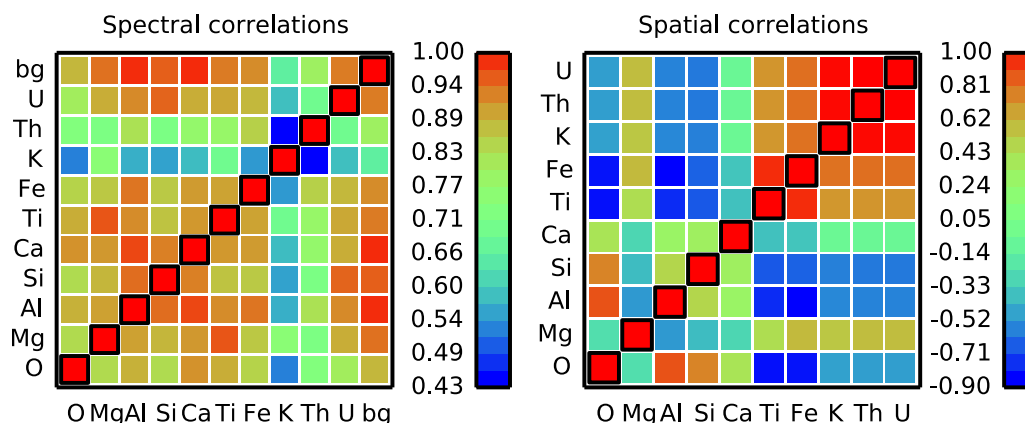 Spectral correlations
bg
U
Th
K
Fe
Ti
Ca
Si
Al
Mg
O
O Mg Al Si Ca Ti Fe K Th U bg
1.00
0.94
0.89
0.83
0.77
0.71
0.66
0.60
0.54
0.49
0.43
Spatial correlations
U
Th
K
Fe
Ti
Ca
Si
Al
Mg
O
O Mg Al Si Ca Ti Fe K Th U
1.00
0.81
0.62
0.43
0.24
0.05
-0.14
-0.33
-0.52
-0.71
-0.90